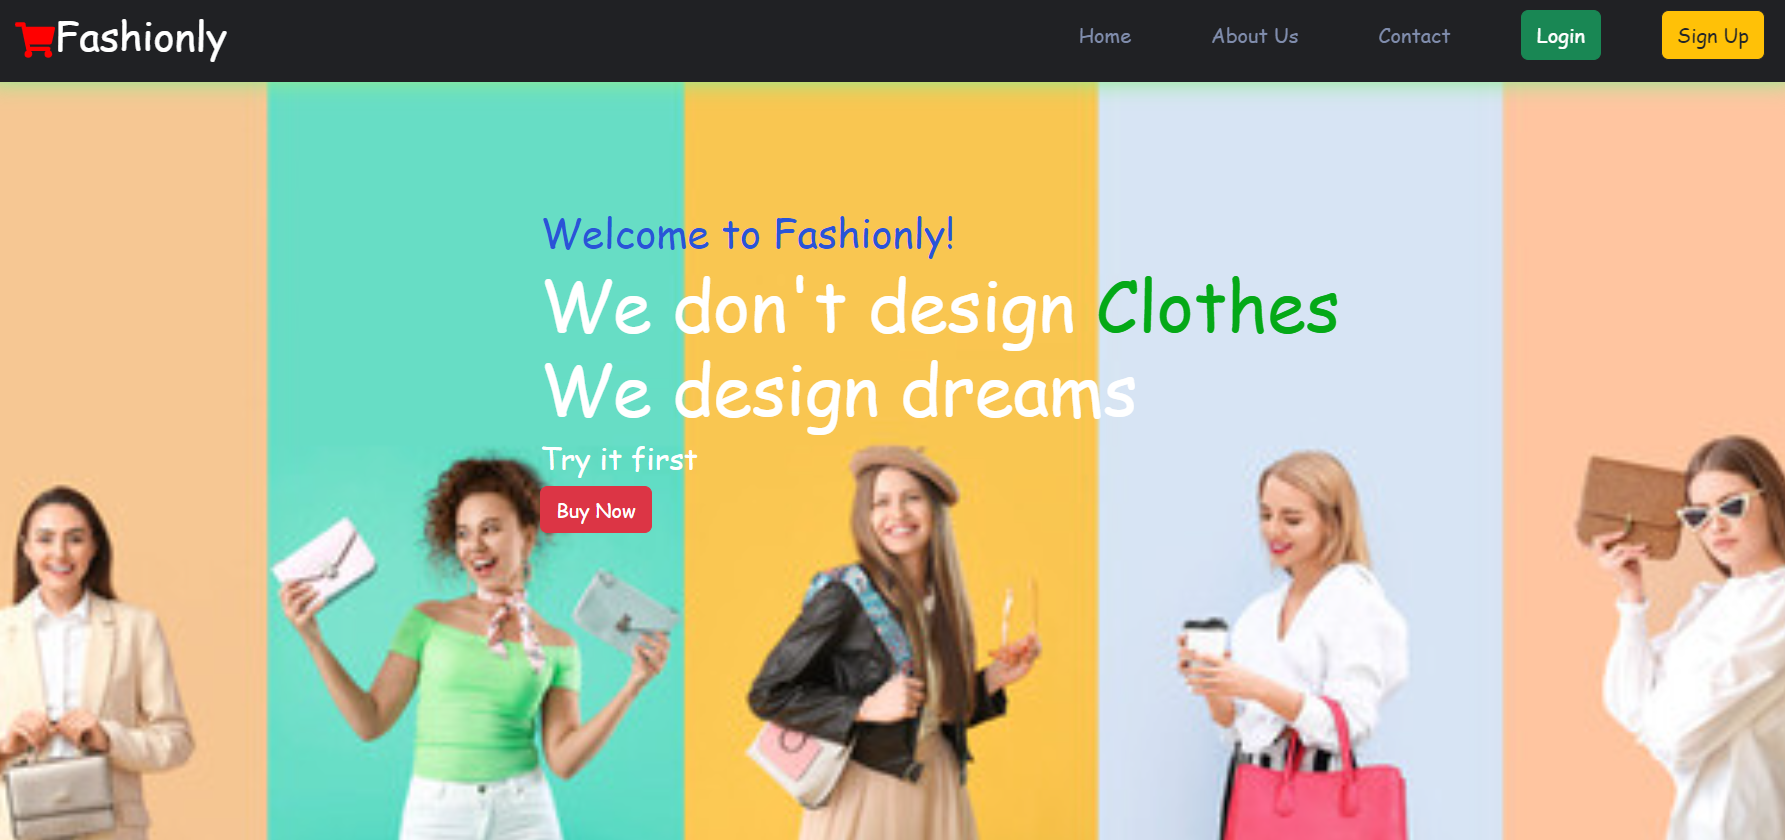 Fashionly
Home
About Us
Contact
Login
Sign Up
Welcome to Fashionly!
We don't design Clothes
We design dreams
Try it first
Buy Now